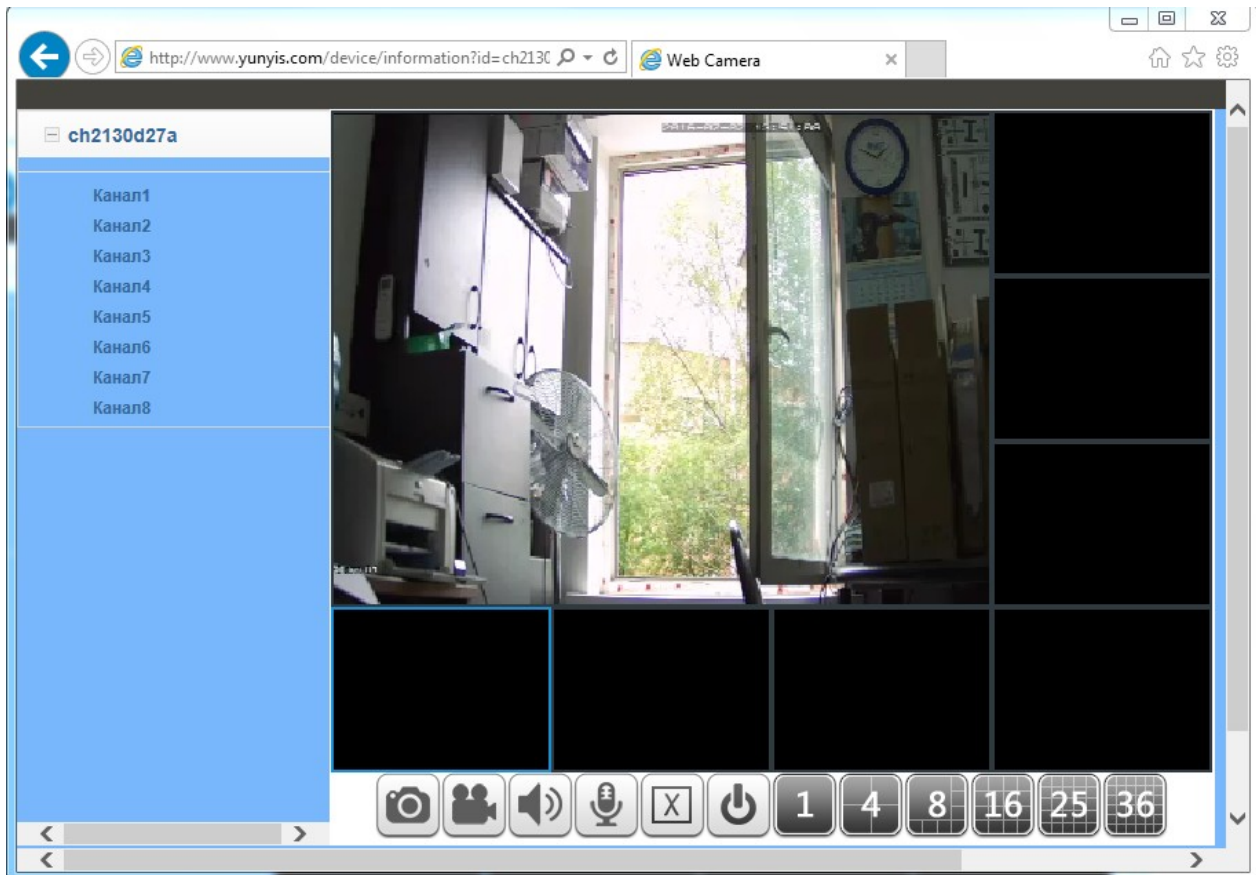 http://www.yunyis.com/device/information?id=ch2130
Web Camera
ch2130d27a
Канал1
Канал2
Канал3
Канал4
Канал5
Канал6
Канал7
Канал8
X
1 4 8 16 25 36